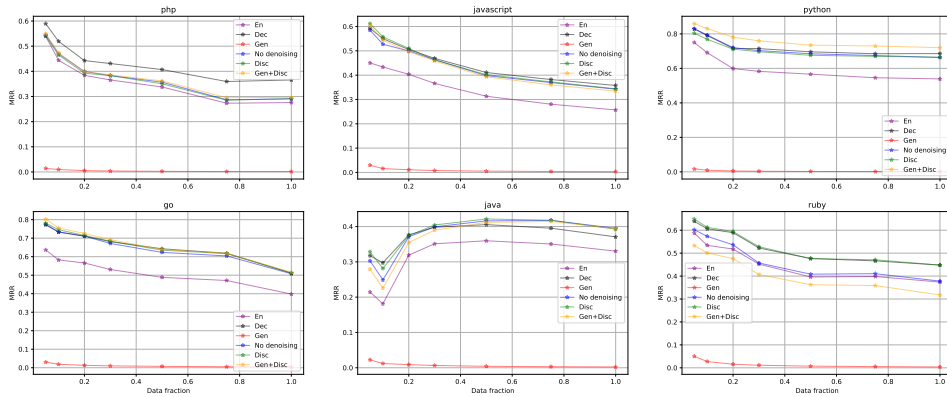 php
MRR
0.6
0.5
0.4
0.3
0.2
0.1
0.0
0.2
0.4
0.6
0.8
1.0
En
Dec
Gen
No denoising
Disc
Gen+Disc
javascript
MRR
0.6
0.5
0.4
0.3
0.2
0.1
0.0
0.2
0.4
0.6
0.8
1.0
En
Dec
Gen
No denoising
Disc
Gen+Disc
python
MRR
0.8
0.6
0.4
0.2
0.0
0.2
0.4
0.6
0.8
1.0
En
Dec
Gen
No denoising
Disc
Gen+Disc
go
MRR
0.8
0.7
0.6
0.5
0.4
0.3
0.2
0.1
0.0
0.2
0.4
0.6
0.8
1.0
Data fraction
En
Dec
Gen
No denoising
Disc
Gen+Disc
java
MRR
0.4
0.3
0.2
0.1
0.0
0.2
0.4
0.6
0.8
1.0
Data fraction
En
Dec
Gen
No denoising
Disc
Gen+Disc
ruby
MRR
0.7
0.6
0.5
0.4
0.3
0.2
0.1
0.0
0.2
0.4
0.6
0.8
1.0
Data fraction
En
Dec
Gen
No denoising
Disc
Gen+Disc